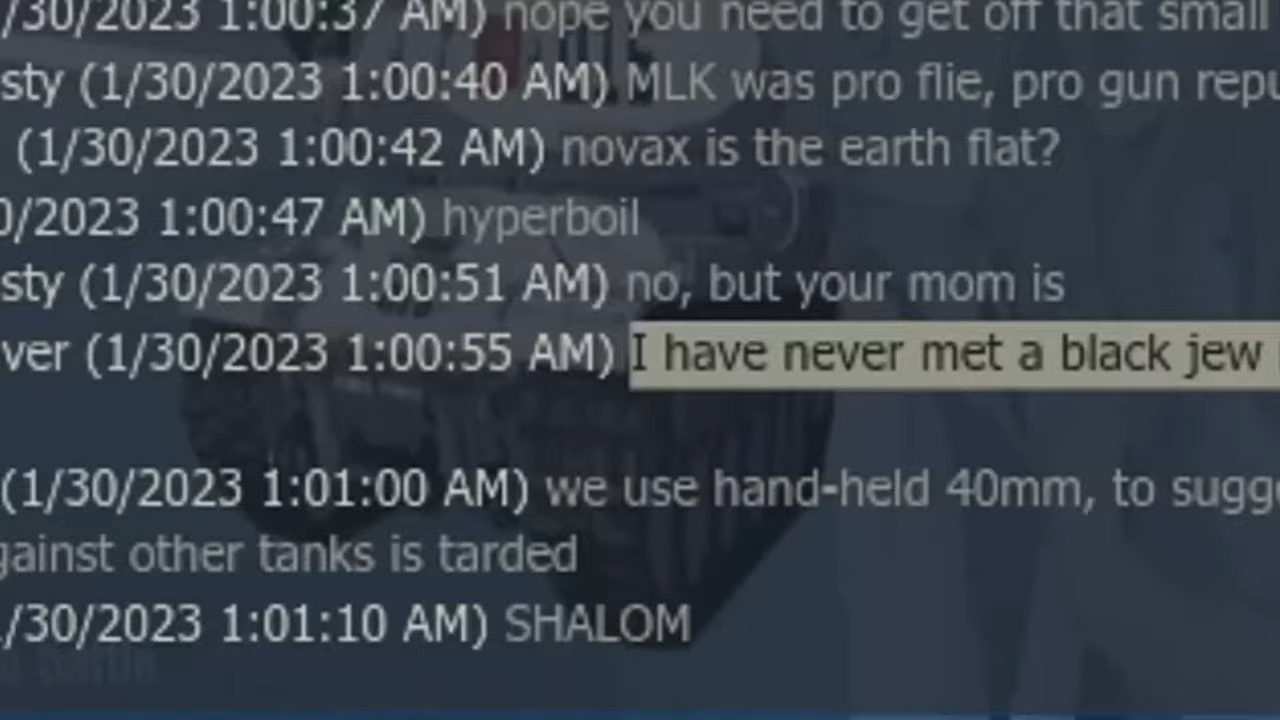 /30/2023 1:00:37 AM) nope you need to get off that small
sty (1/30/2023 1:00:40 AM) MLK was pro flie, pro gun repu
(1/30/2023 1:00:42 AM) novax is the earth flat?
0/2023 1:00:47 AM) hyperboil
sty (1/30/2023 1:00:51 AM) no, but your mom is
ver (1/30/2023 1:00:55 AM) I have never met a black jew
(1/30/2023 1:01:00 AM) we use hand-held 40mm, to sugge
gainst other tanks is tarded
/30/2023 1:01:10 AM) SHALOM